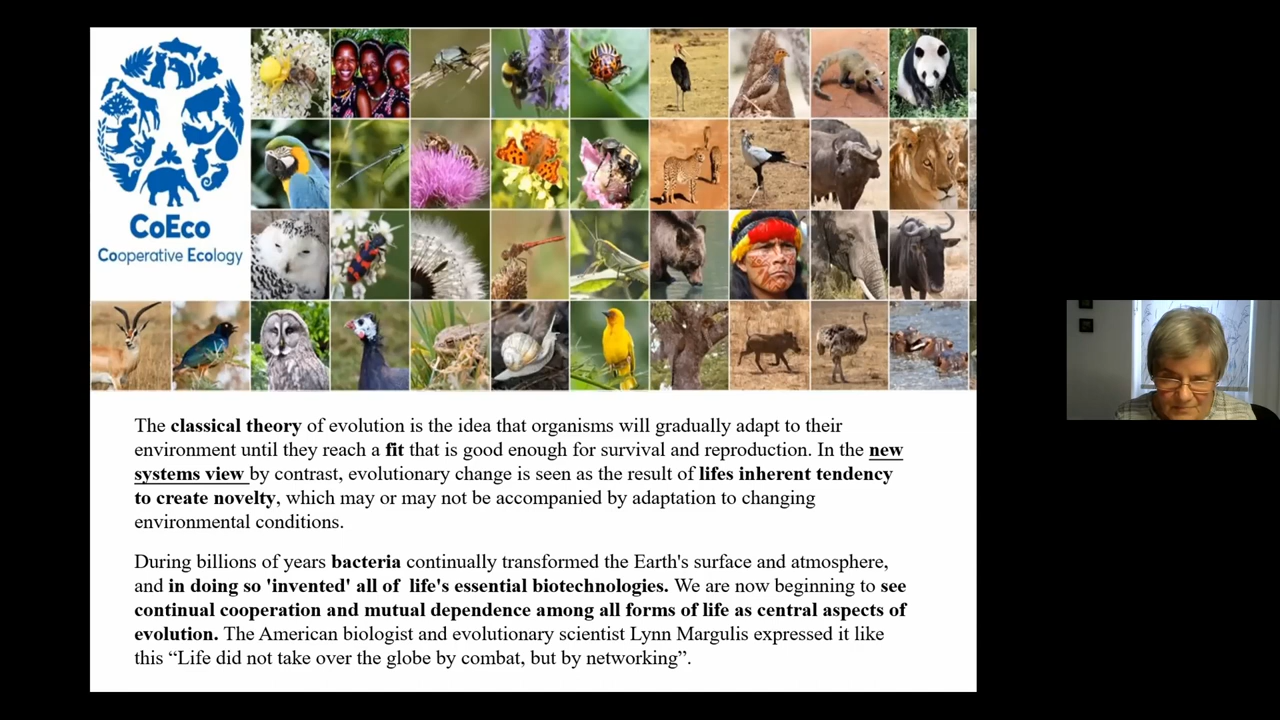 CoEco
Cooperative Ecology
The classical theory of evolution is the idea that organisms will gradually adapt to their
environment until they reach a fit that is good enough for survival and reproduction. In the new
systems view by contrast, evolutionary change is seen as the result of lifes inherent tendency
to create novelty, which may or may not be accompanied by adaptation to changing
environmental conditions.
During billions of years bacteria continually transformed the Earth's surface and atmosphere,
and in doing so 'invented' all of life's essential biotechnologies. We are now beginning to see
continual cooperation and mutual dependence among all forms of life as central aspects of
evolution. The American biologist and evolutionary scientist Lynn Margulis expressed it like
this “Life did not take over the globe by combat, but by networking”.